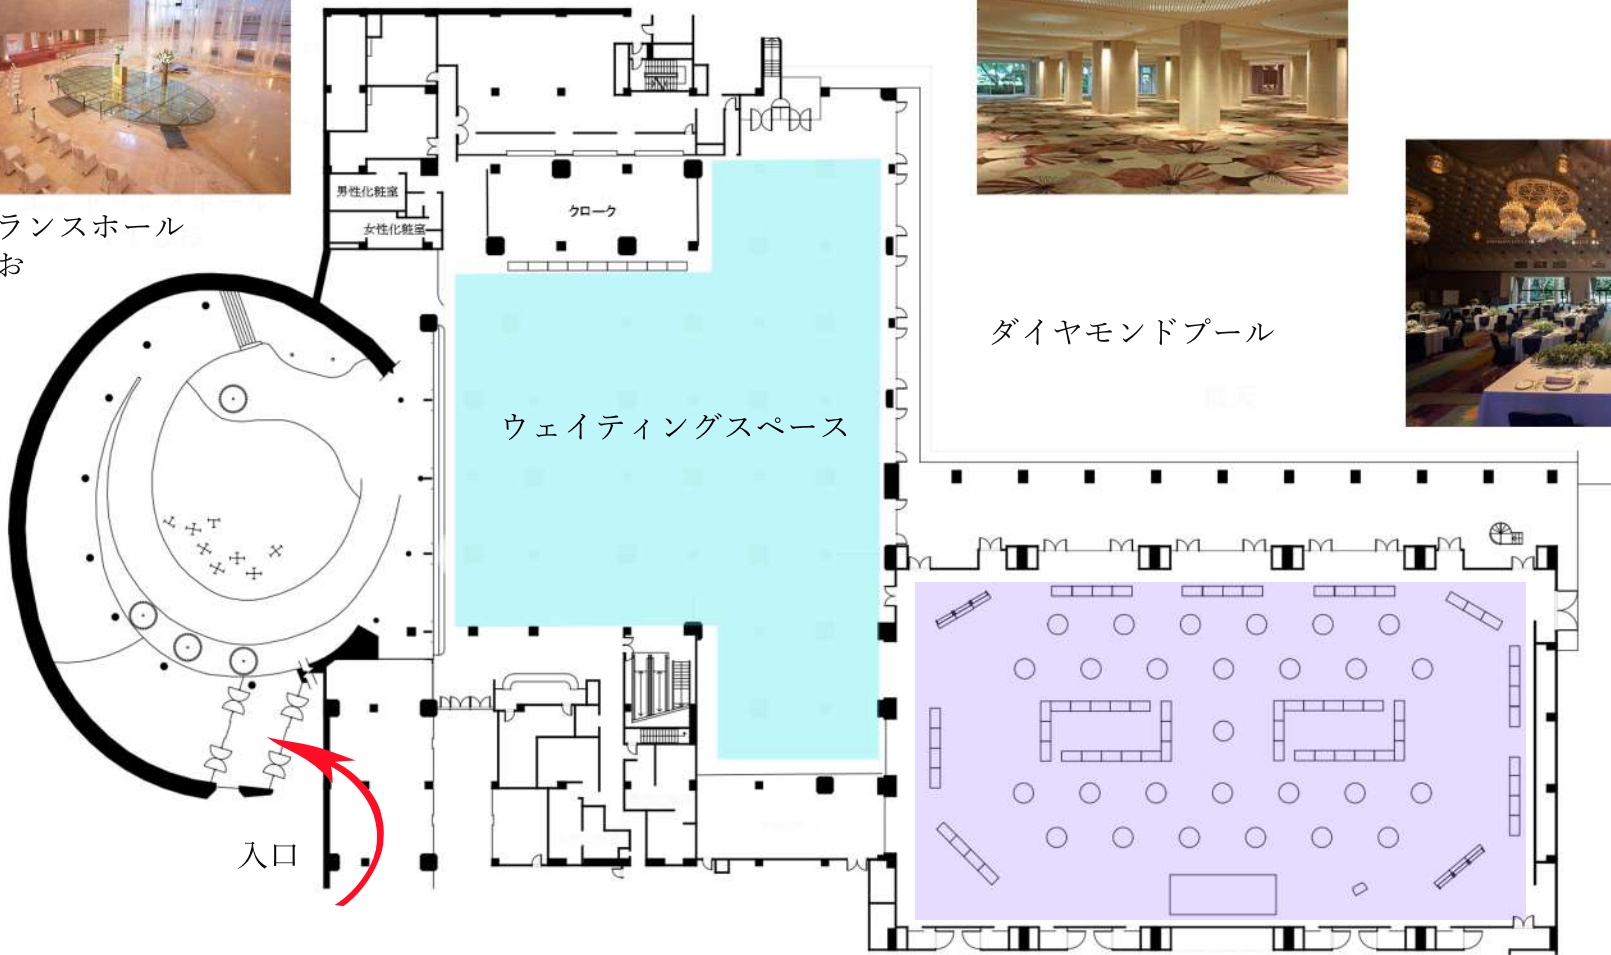 男性化粧室
女性化粧室
クローク
ランスホール
お
ダイヤモンドプール
ウェイティングスペース
入口